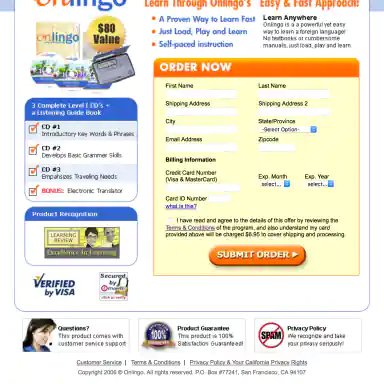 Onlingo
Learn Through Onlingo's Easy & Fast Approach!
$80
Value
A Proven Way to Learn Fast
Just Load, Play and Learn
Self-paced instruction
Learn Anywhere
Onlingo is a powerful yet easy
way to learn a foreign language!
No textbooks or cumbersome
manuals, just load, play and learn.
3 Complete Level I CD's +
a Listening Guide Book
CD #1
Introductory Key Words & Phrases
CD #2
Develops Basic Grammar Skills
CD #3
Emphasizes Traveling Needs
BONUS: Electronic Translator
Product Recognition
LEARNING
REVIEW
Excellence in Learning
VERIFIED
by VISA
Secured
by
click to verify
ORDER NOW
First Name
Last Name
Shipping Address
Shipping Address 2
City
State/Province
-Select Option-
Email Address
Zipcode
Billing Information
Credit Card Number
(Visa & MasterCard)
Exp. Month
Exp. Year
select...
select...
Card ID Number
what is this?
I have read and agree to the details of this offer by reviewing the
Terms & Conditions of the program, and also understand my card
provided above will be charged $6.95 to cover shipping and processing.
SUBMIT ORDER
Questions?
This product comes with
customer service support!
100%
Product Guarantee
This product is 100%
Satisfaction Guaranteed!
SPAM
Privacy Policy
We recognize and take
your privacy seriously!
Customer Service | Terms & Conditions | Privacy Policy & Your California Privacy Rights
Copyright 2006 © Onlingo. All rights reserved. P.O. Box #77241, San Francisco, CA 94107